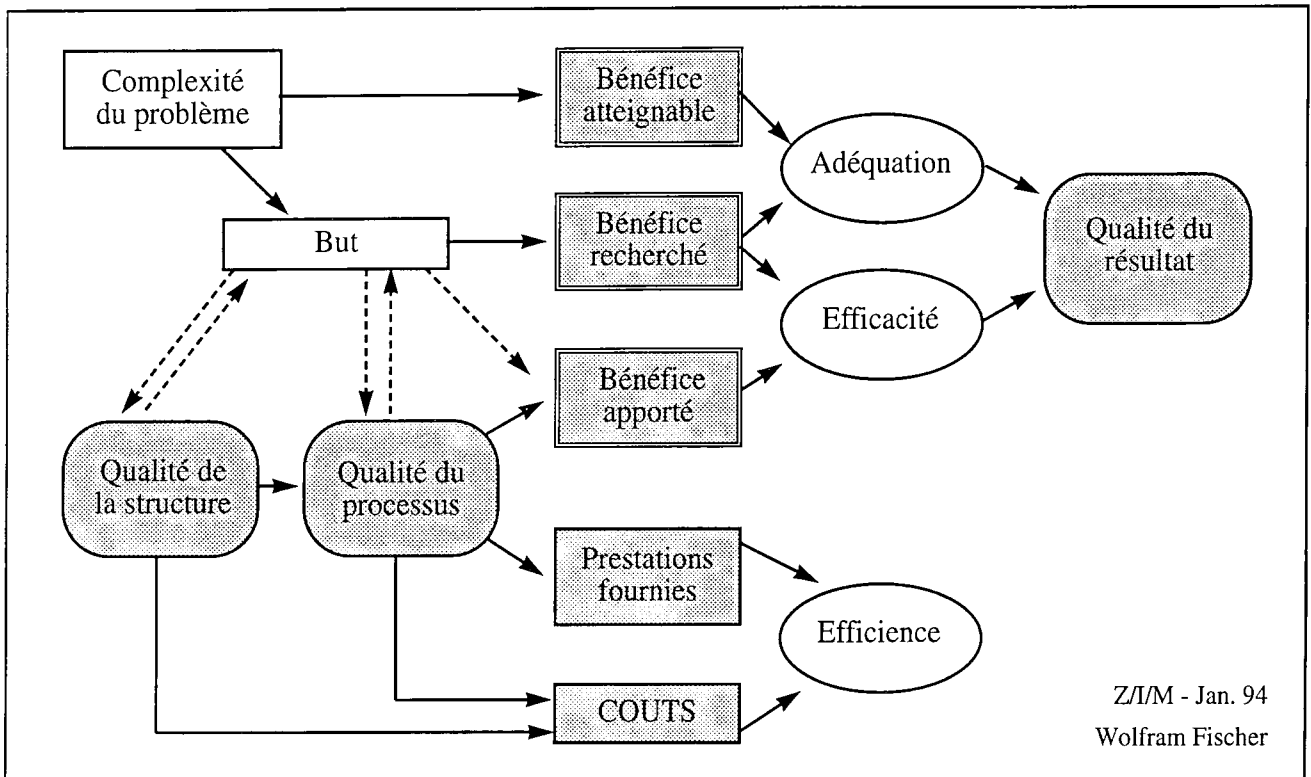 Complexité
du problème
Bénéfice
atteignable
Adéquation
But
Bénéfice
recherché
Qualité du
résultat
Efficacité
Bénéfice
apporté
Qualité de
la structure
Qualité du
processus
Prestations
fournies
Efficience
COUTS
Z/I/M - Jan. 94
Wolfram Fischer